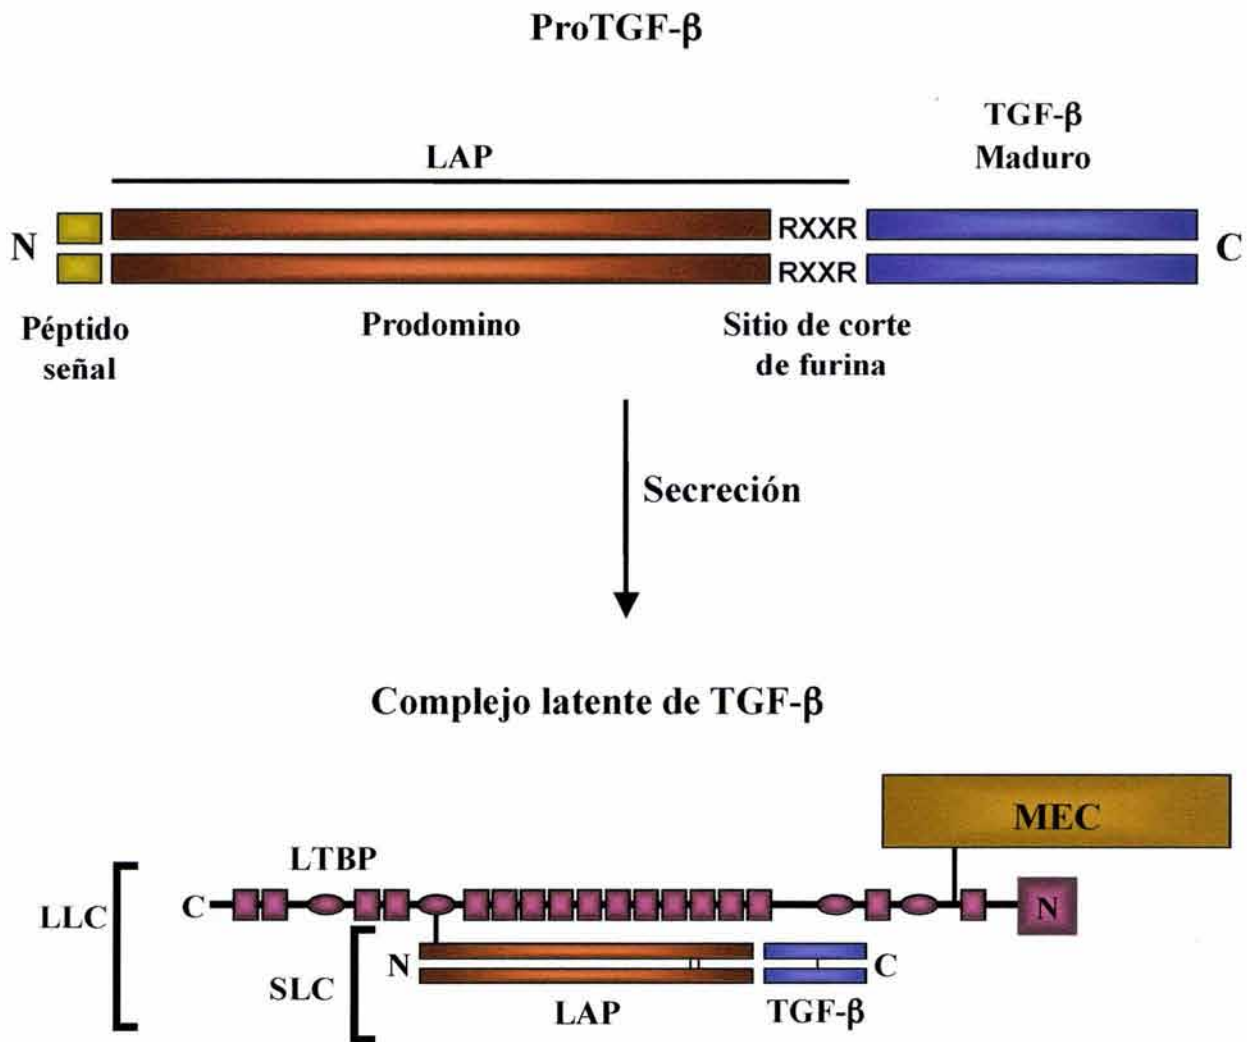 ProTGF-β
TGF-β
Maduro
LAP
N
RXXR
RXXR
C
Péptido
señal
Prodomino
Sitio de corte
de furina
Secreción
Complejo latente de TGF-β
MEC
LTBP
LLC
C
N
SLC
N
C
LAP
TGF-β